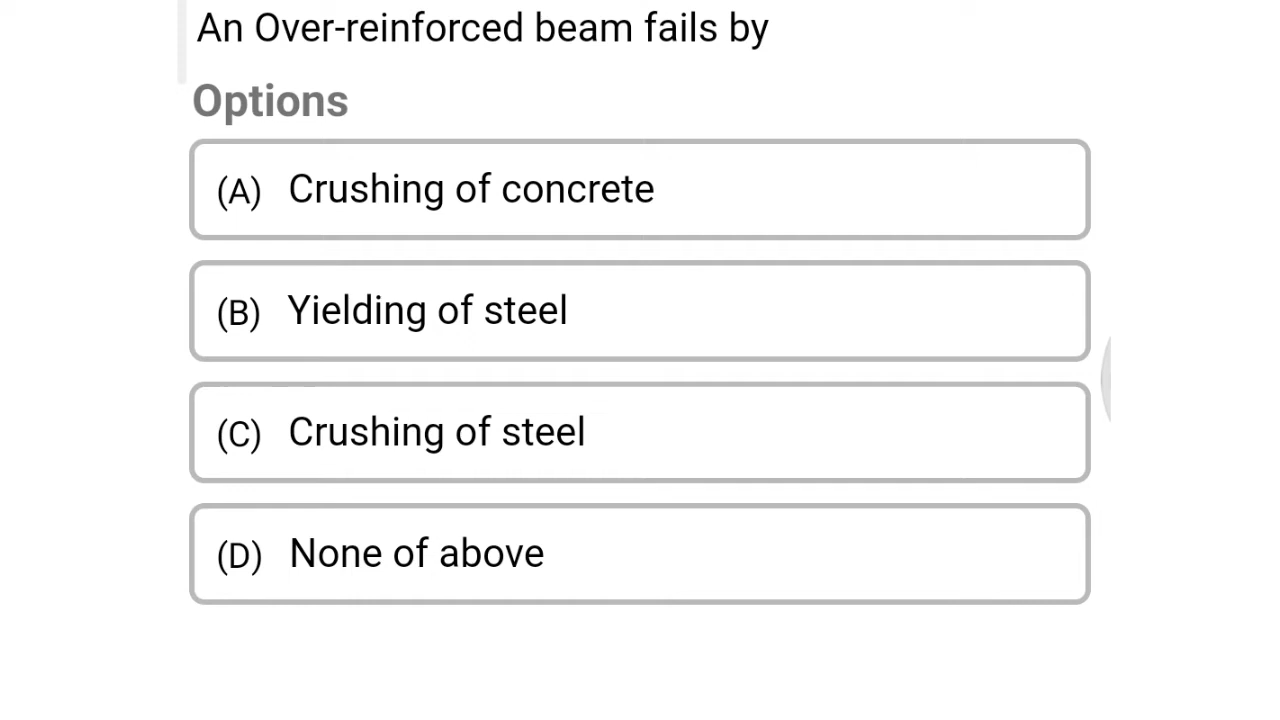 An Over-reinforced beam fails by
Options
(A) Crushing of concrete
(B) Yielding of steel
(C) Crushing of steel
(D) None of above